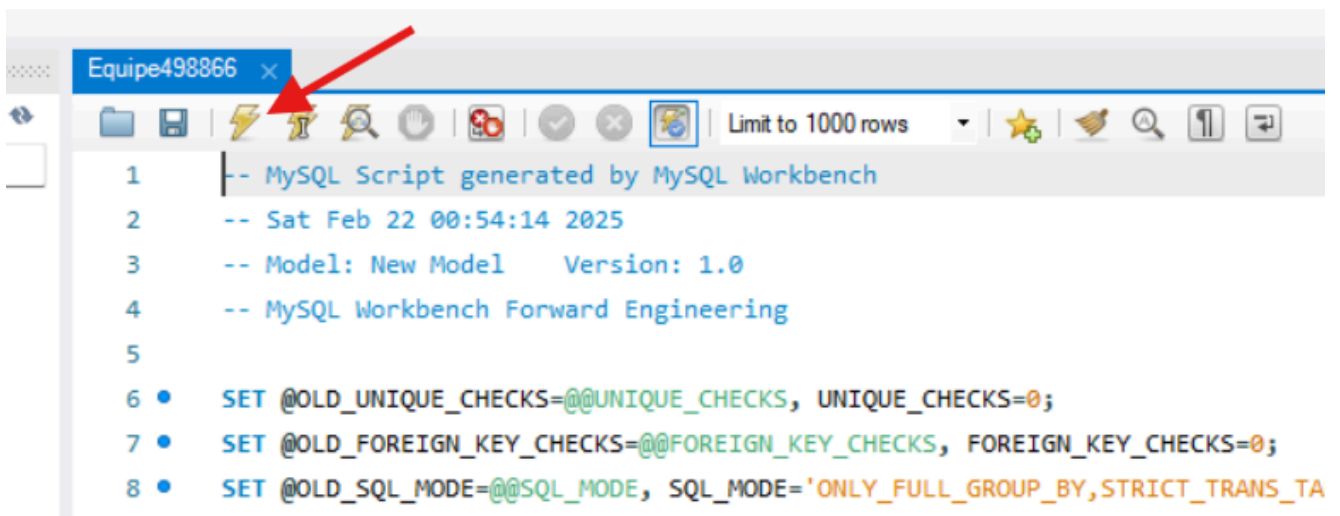 Equipe498866
Limit to 1000 rows
1 -- MySQL Script generated by MySQL Workbench
2 -- Sat Feb 22 00:54:14 2025
3 -- Model: New Model    Version: 1.0
4 -- MySQL Workbench Forward Engineering
5
6 SET @OLD_UNIQUE_CHECKS=@@UNIQUE_CHECKS, UNIQUE_CHECKS=0;
7 SET @OLD_FOREIGN_KEY_CHECKS=@@FOREIGN_KEY_CHECKS, FOREIGN_KEY_CHECKS=0;
8 SET @OLD_SQL_MODE=@@SQL_MODE, SQL_MODE='ONLY_FULL_GROUP_BY,STRICT_TRANS_TA